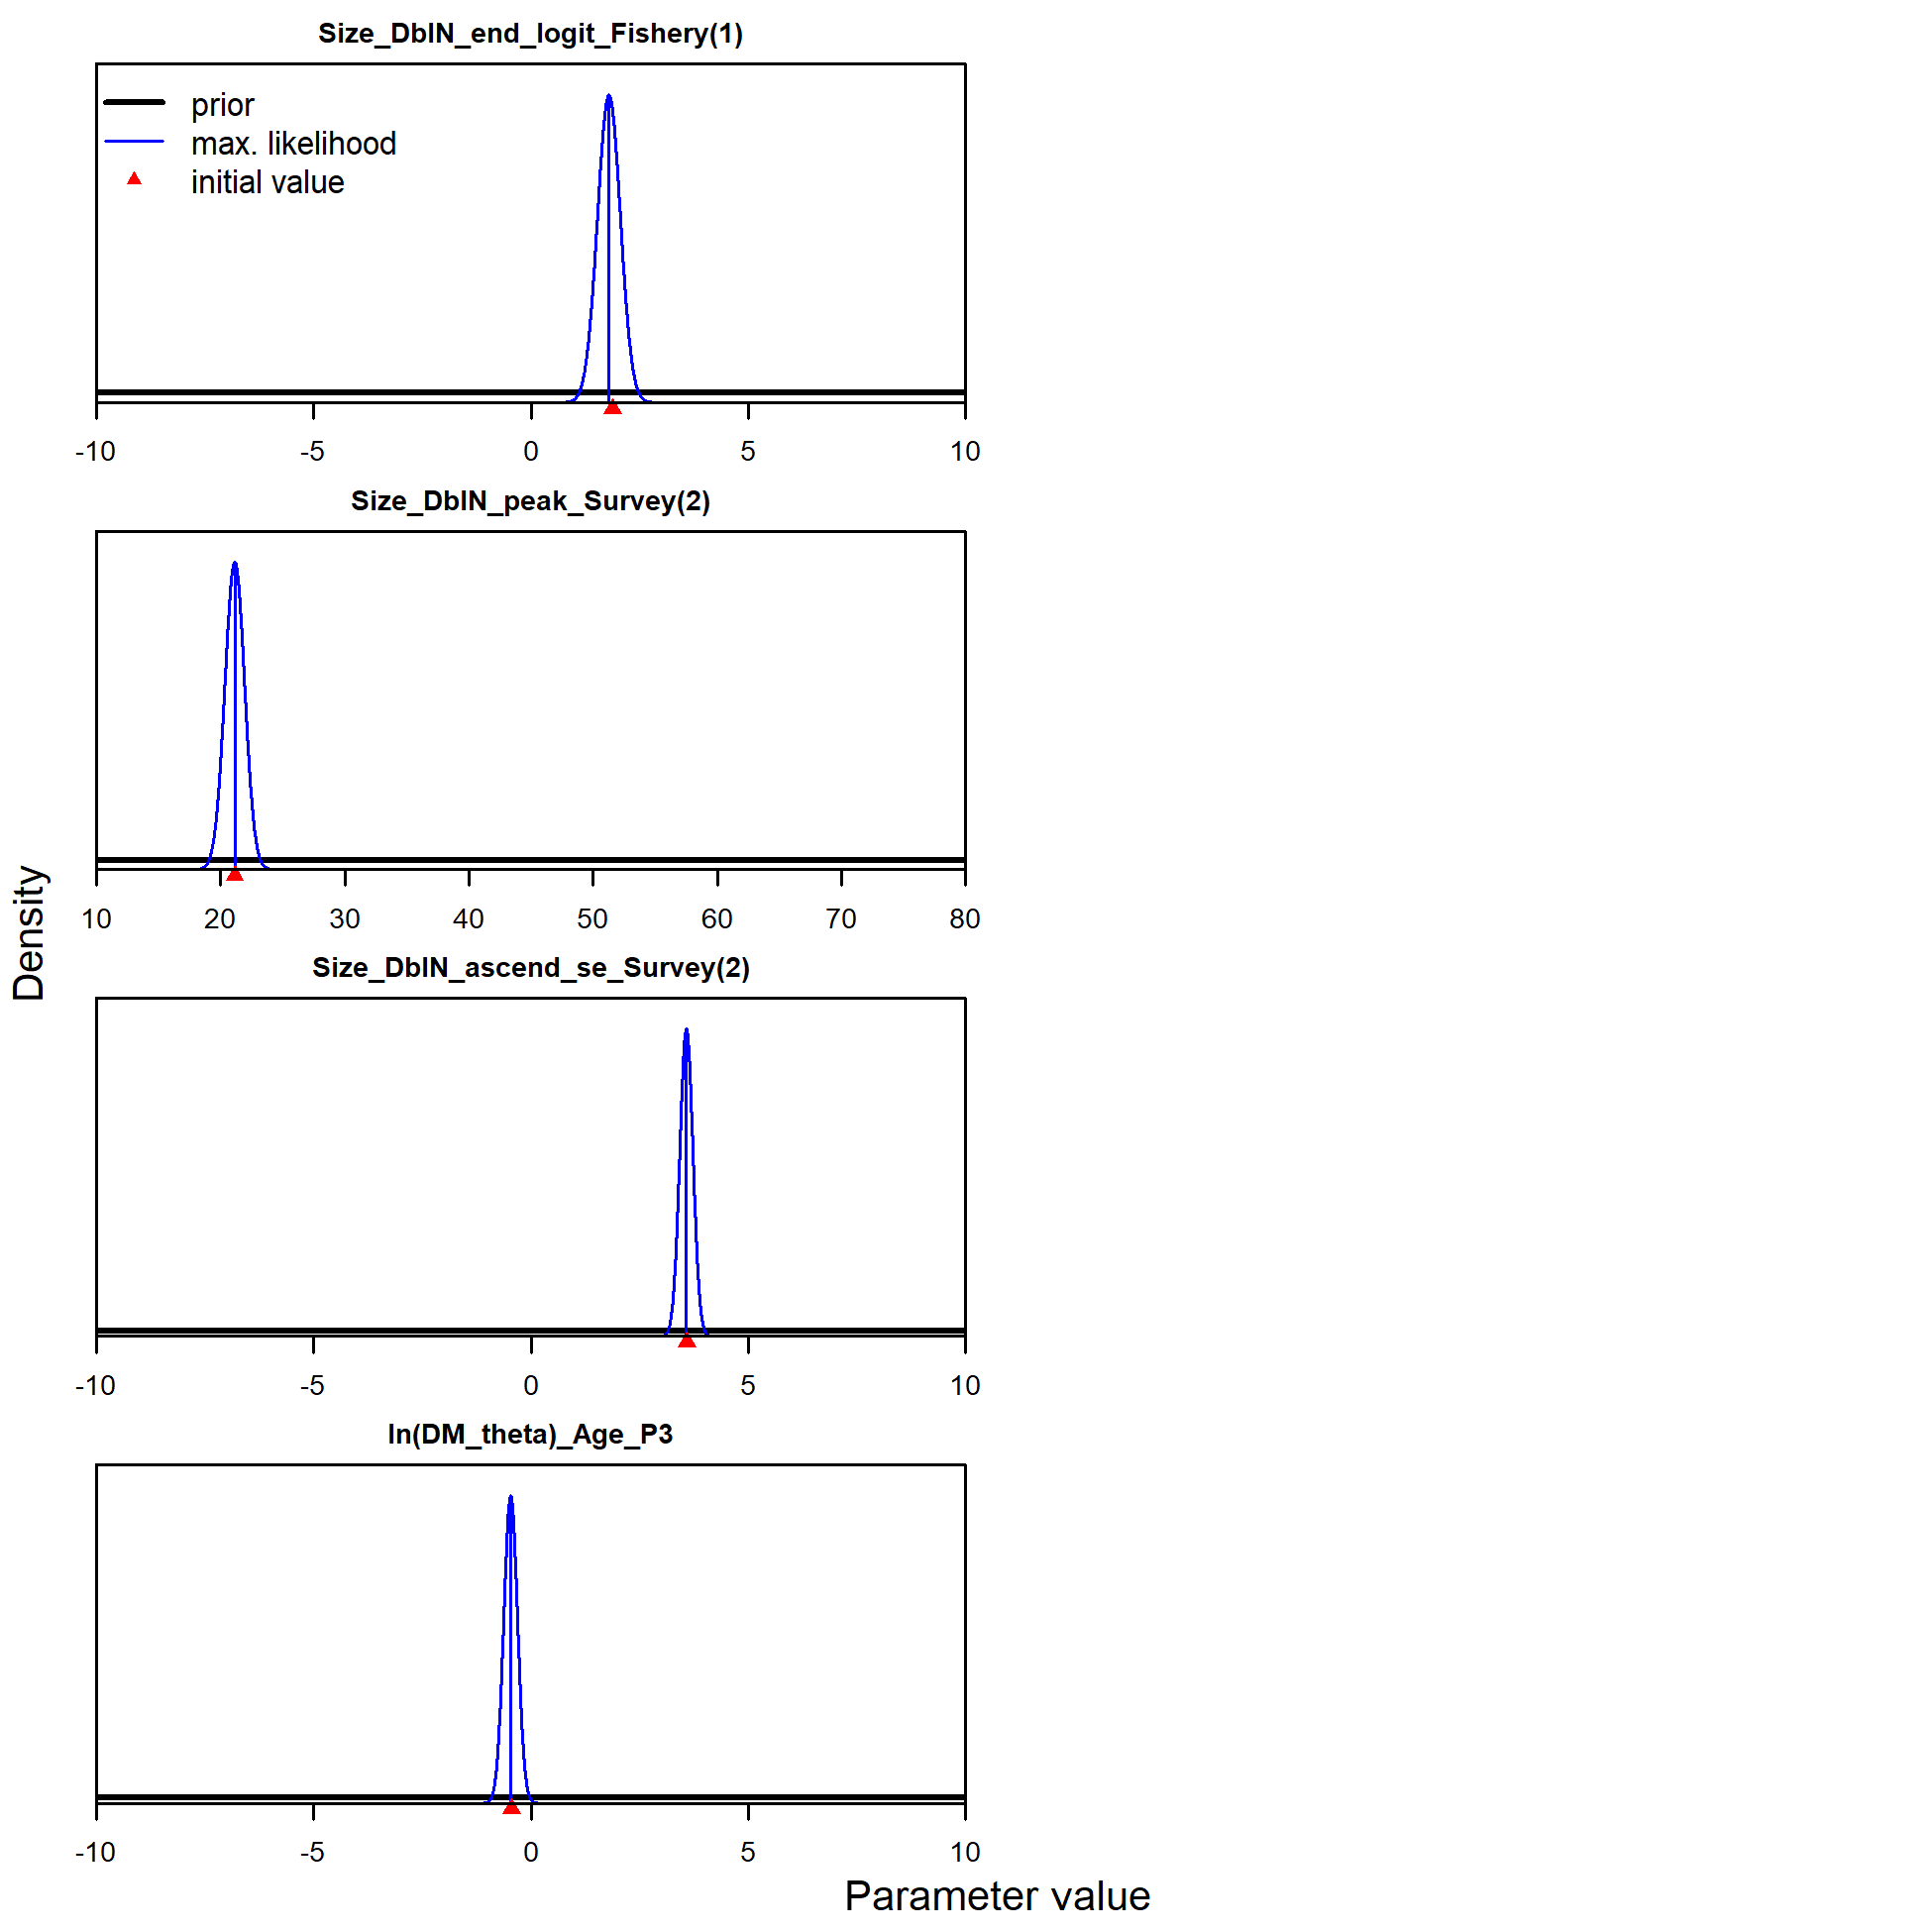 Size_DblN_end_logit_Fishery(1)
prior
max. likelihood
initial value
-10 -5 0 5 10
Size_DblN_peak_Survey(2)
10 20 30 40 50 60 70 80
Size_DblN_ascend_se_Survey(2)
-10 -5 0 5 10
ln(DM_theta)_Age_P3
-10 -5 0 5 10
Density
Parameter value